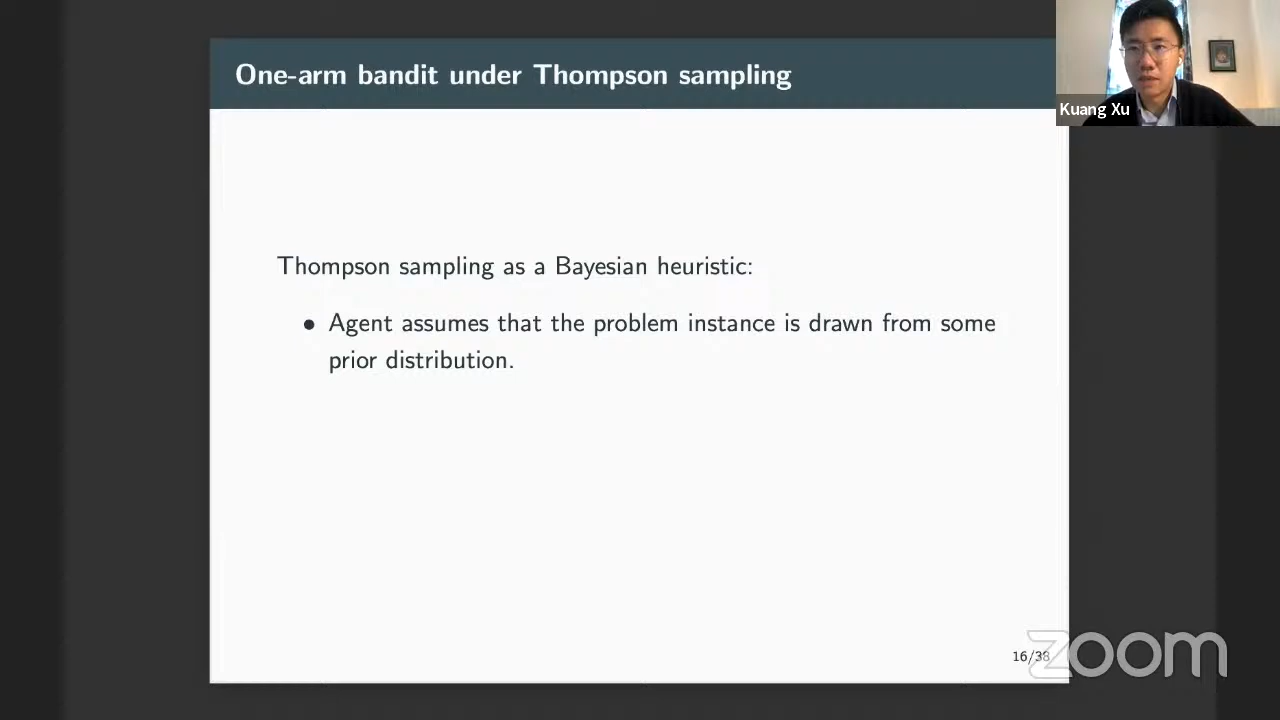 One-arm bandit under Thompson sampling
Kuang Xu
Thompson sampling as a Bayesian heuristic:
• Agent assumes that the problem instance is drawn from some
prior distribution.
16/38
zoom